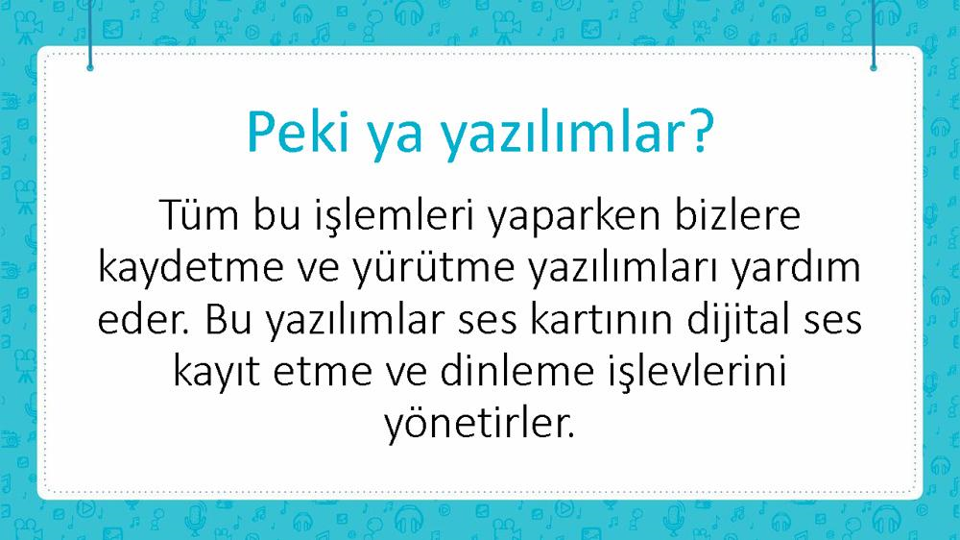 Peki ya yazılımlar?
Tüm bu işlemleri yaparken bizlere
kaydetme ve yürütme yazılımları yardım
eder. Bu yazılımlar ses kartının dijital ses
kayıt etme ve dinleme işlevlerini
yönetirler.